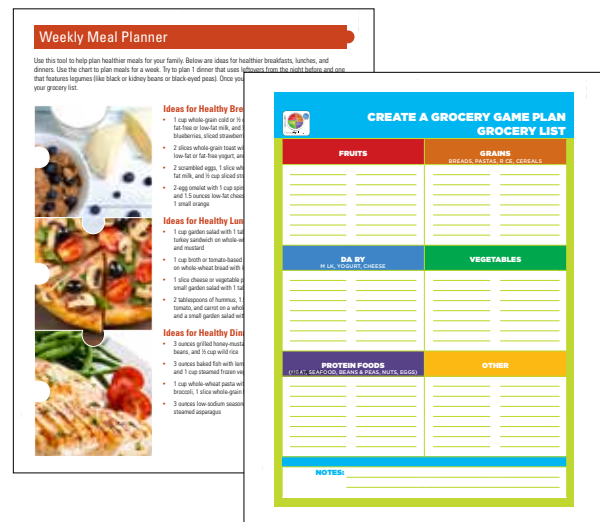 Weekly Meal Planner
Use this tool to help plan healthier meals for your family. Below are ideas for healthier breakfasts, lunches, and
dinners. Use the chart to plan meals for a week. Try to plan 1 dinner that uses leftovers from the night before and one
that features legumes (like black or kidney beans or black-eyed peas). Once you
your grocery list.
Ideas for Healthy Bre
• 1 cup whole-grain cold or ½
fat-free or low-fat milk, and
blueberries, sliced strawberr
• 2 slices whole-grain toast wi
low-fat or fat-free yogurt, an
• 2 scrambled eggs, 1 slice wh
fat milk, and ½ cup sliced str
• 2-egg omelet with 1 cup spin
and 1.5 ounces low-fat chees
1 small orange
Ideas for Healthy Lun
• 1 cup garden salad with 1 tab
turkey sandwich on whole-w
and mustard
• 1 cup broth or tomato-based
on whole-wheat bread with
• 1 slice cheese or vegetable p
small garden salad with 1 tab
• 2 tablespoons of hummus, 1.
tomato, and carrot on a whol
and a small garden salad wit
Ideas for Healthy Din
• 3 ounces grilled honey-musta
beans, and ½ cup wild rice
• 3 ounces baked fish with lem
and 1 cup steamed frozen ve
• 1 cup whole-wheat pasta wit
broccoli, 1 slice whole-grain
• 3 ounces low-sodium season
steamed asparagus
CREATE A GROCERY GAME PLAN
GROCERY LIST
FRUITS
GRAINS
BREADS, PASTAS, R CE, CEREALS
DA RY
M LK, YOGURT, CHEESE
VEGETABLES
PROTEIN FOODS
(MEAT, SEAFOOD, BEANS & PEAS, NUTS, EGGS)
OTHER
NOTES: